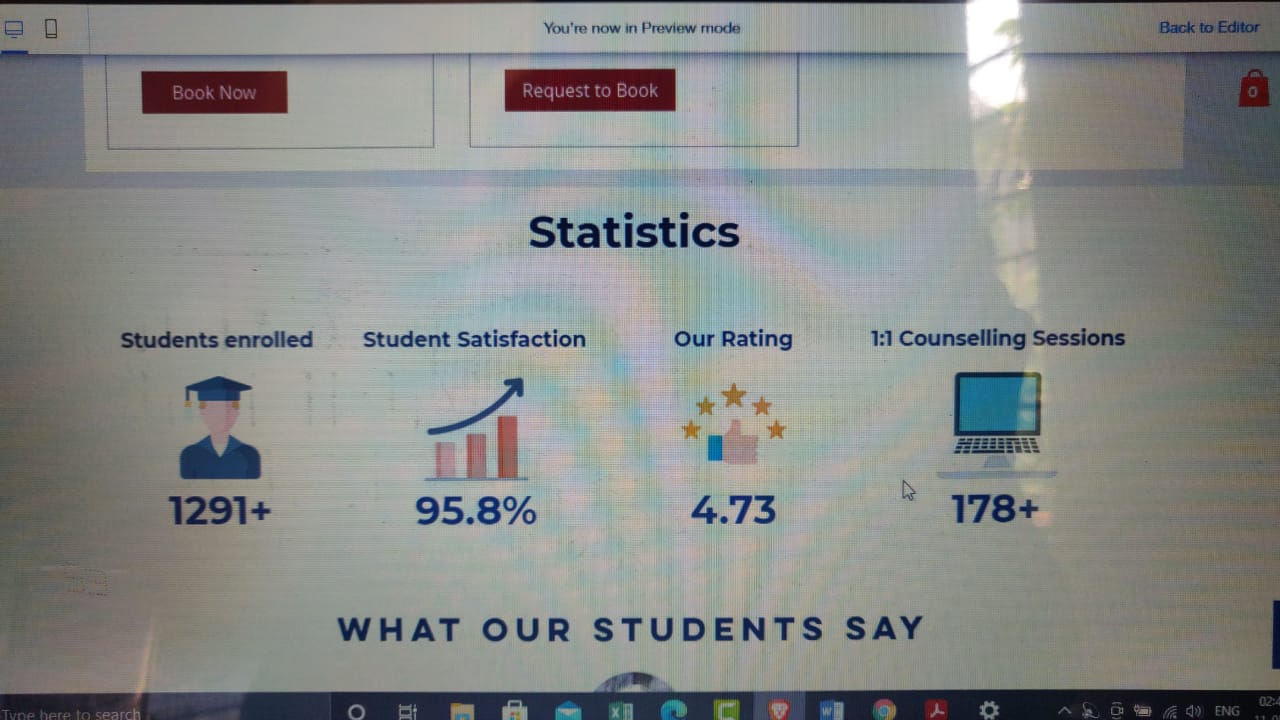 You're now in Preview mode
Back to Editor
Book Now
Request to Book
0
Statistics
Students enrolled
Student Satisfaction
Our Rating
1:1 Counselling Sessions
1291+
95.8%
4.73
178+
WHAT OUR STUDENTS SAY
Type here to search
ENG
02: